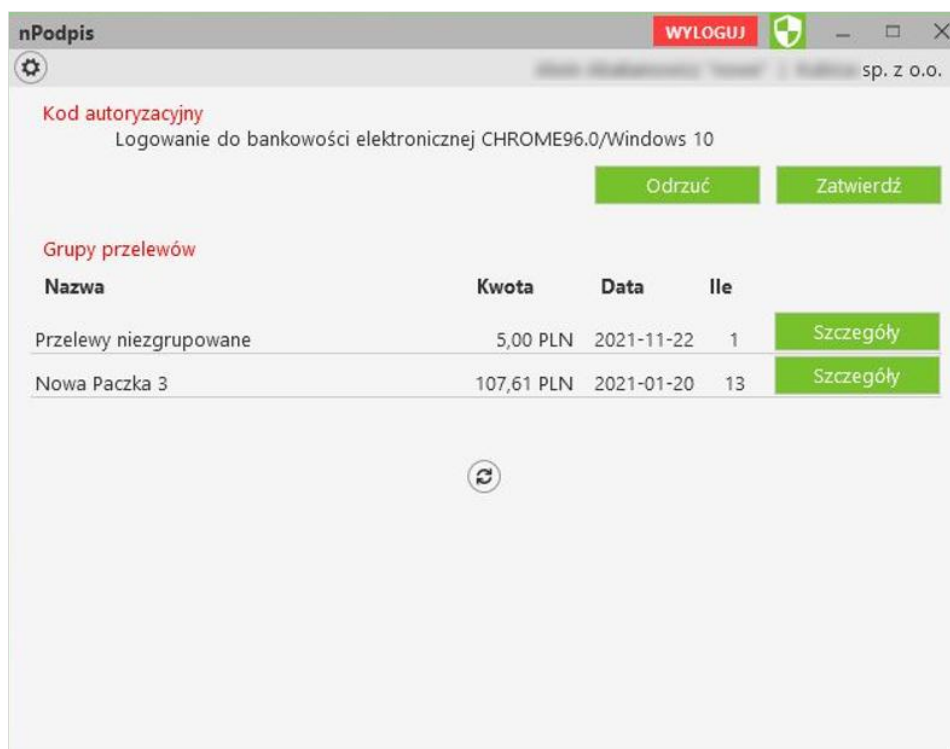 nPodpis WYLOGUJ
sp. z o.o.
Kod autoryzacyjny
Logowanie do bankowości elektronicznej CHROME96.0/Windows 10
Odrzuć Zatwierdź
Grupy przelewów
Nazwa Kwota Data Ile
Przelewy niezgrupowane 5,00 PLN 2021-11-22 1 Szczegóły
Nowa Paczka 3 107,61 PLN 2021-01-20 13 Szczegóły